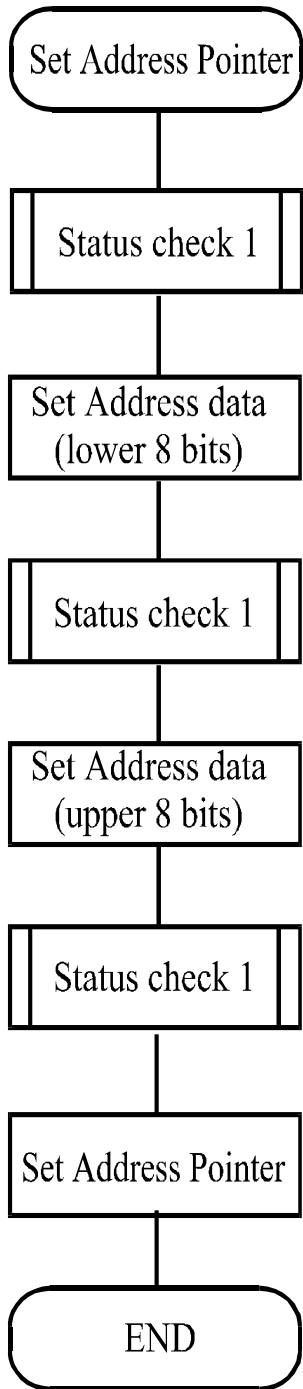 Set Address Pointer
Status check 1
Set Address data
(lower 8 bits)
Status check 1
Set Address data
(upper 8 bits)
Status check 1
Set Address Pointer
END